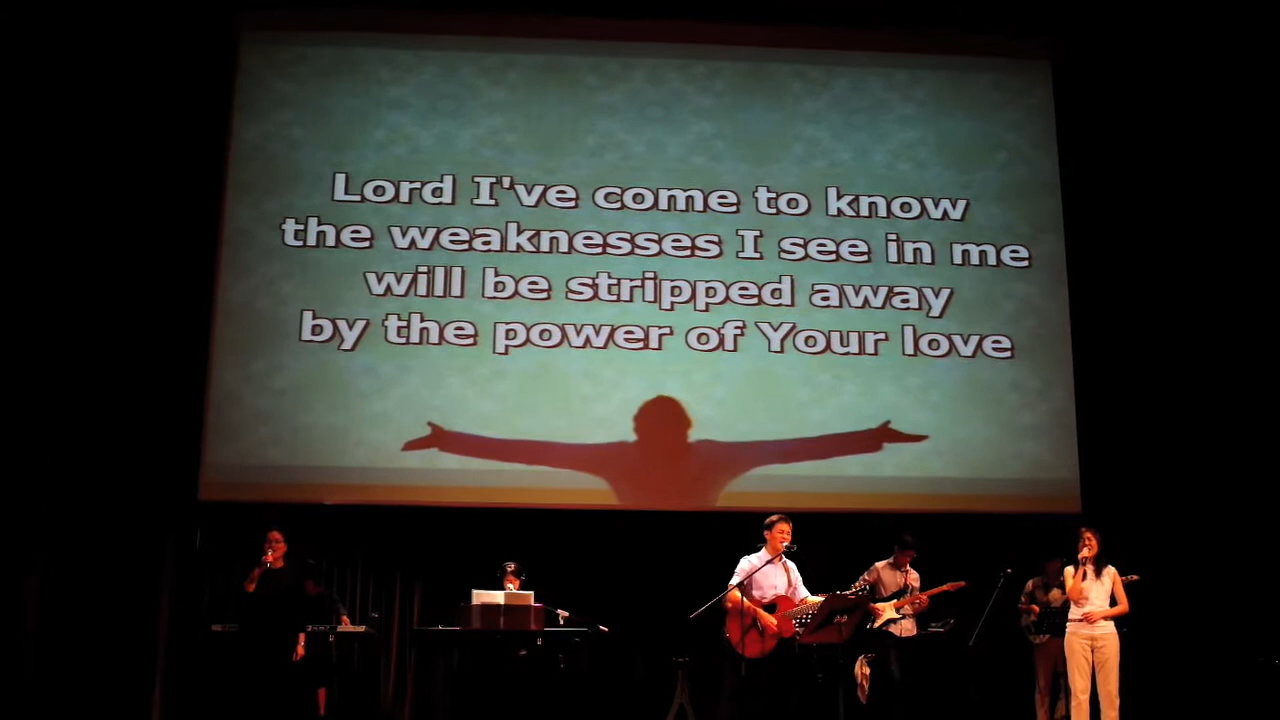 Lord I've come to know
the weaknesses I see in me
will be stripped away
by the power of Your love